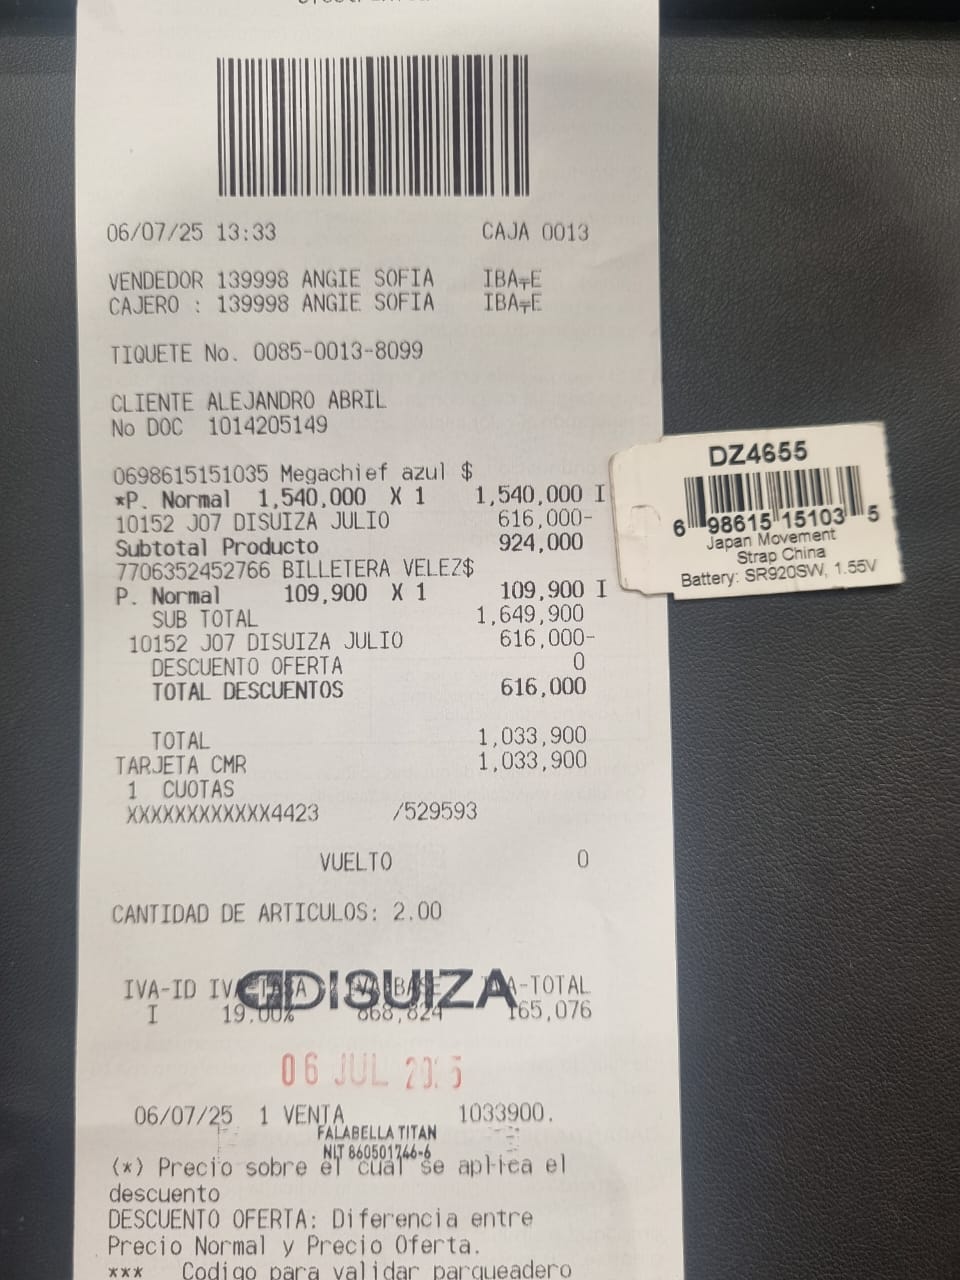 06/07/25 13:33 CAJA 0013
VENDEDOR 139998 ANGIE SOFIA
CAJERO : 139998 ANGIE SOFIA
TIQUETE No. 0085-0013-8099
CLIENTE ALEJANDRO ABRIL
No DOC 1014205149
0698615151035 Megachief azul $
*P. Normal 1,540,000 X 1 1,540,000 I
10152 J07 DISUIZA JULIO 616,000-
Subtotal Producto 924,000
7706352452766 BILLETERA VELEZ$
P. Normal 109,900 X 1 109,900 I
SUB TOTAL 1,649,900
10152 J07 DISUIZA JULIO 616,000-
DESCUENTO OFERTA 0
TOTAL DESCUENTOS 616,000
TOTAL 1,033,900
TARJETA CMR 1,033,900
1 CUOTAS
XXXXXXXXXXXX4423 /529593
VUELTO 0
CANTIDAD DE ARTICULOS: 2.00
IVA-ID
DISUIZA
I 19.00% 868,824 165,076
06 JUL
06/07/25 1 VENTA 1033900.
FALABELLA TITAN
NIT 860501746-6
(*) Precio sobre el cual se aplica el
descuento
DESCUENTO OFERTA: Diferencia entre
Precio Normal y Precio Oferta.
*** Codigo para validar parqueadero
DZ4655
6 98615 15103 5
Japan Movement
Strap China
Battery: SR920SW, 1.55V